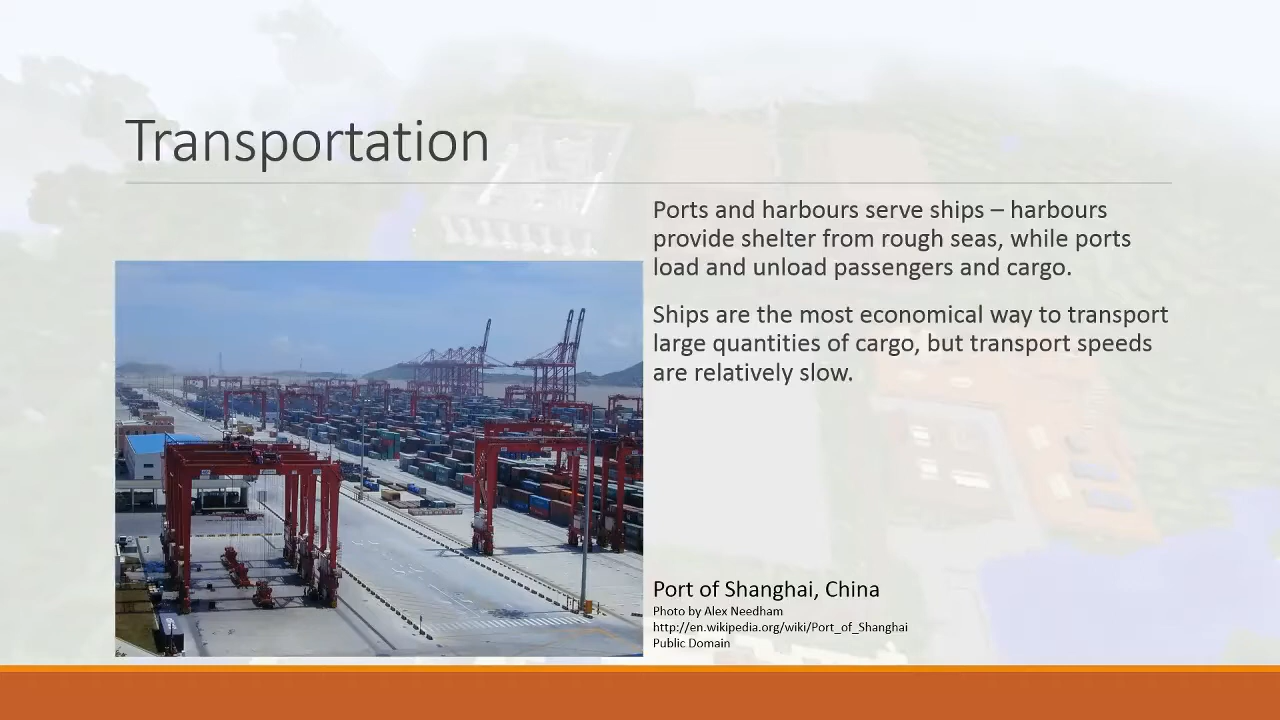 Transportation
Ports and harbours serve ships – harbours
provide shelter from rough seas, while ports
load and unload passengers and cargo.
Ships are the most economical way to transport
large quantities of cargo, but transport speeds
are relatively slow.
Port of Shanghai, China
Photo by Alex Needham
http://en.wikipedia.org/wiki/Port_of_Shanghai
Public Domain